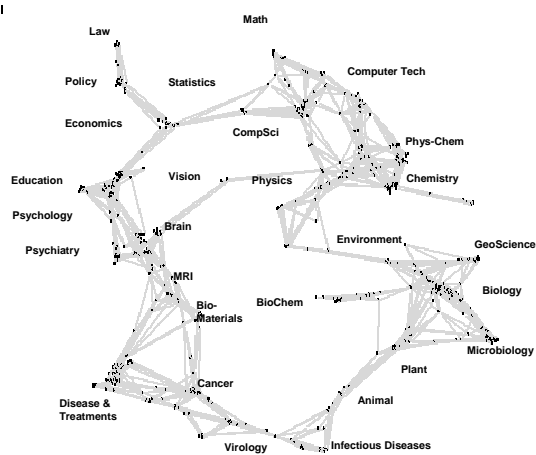 Math
Law
Computer Tech
Policy
Statistics
Economics
CompSci
Phys-Chem
Education
Vision
Physics
Chemistry
Psychology
Brain
Environment
GeoScience
Psychiatry
MRI
Biology
BioChem
Bio-
Materials
Microbiology
Plant
Cancer
Animal
Disease &
Treatments
Virology
Infectious Diseases